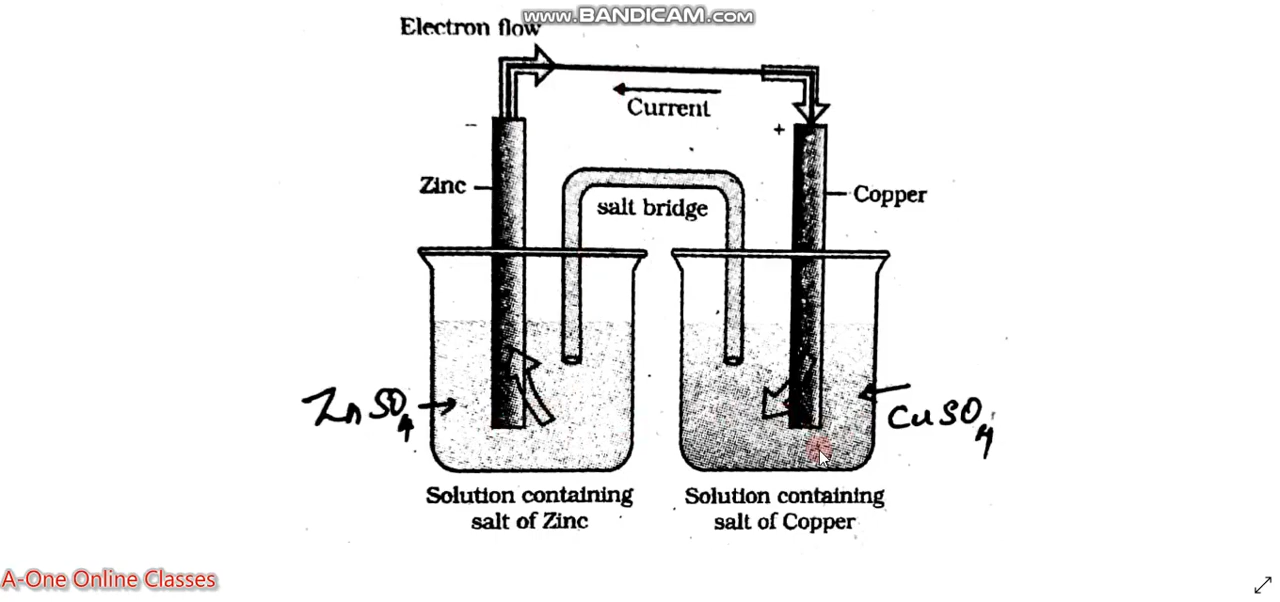 www.BANDICAM.com
Electron flow
Current
−
+
Zinc
Copper
salt bridge
ZnSO4
CuSO4
Solution containing
salt of Zinc
Solution containing
salt of Copper
A-One Online Classes